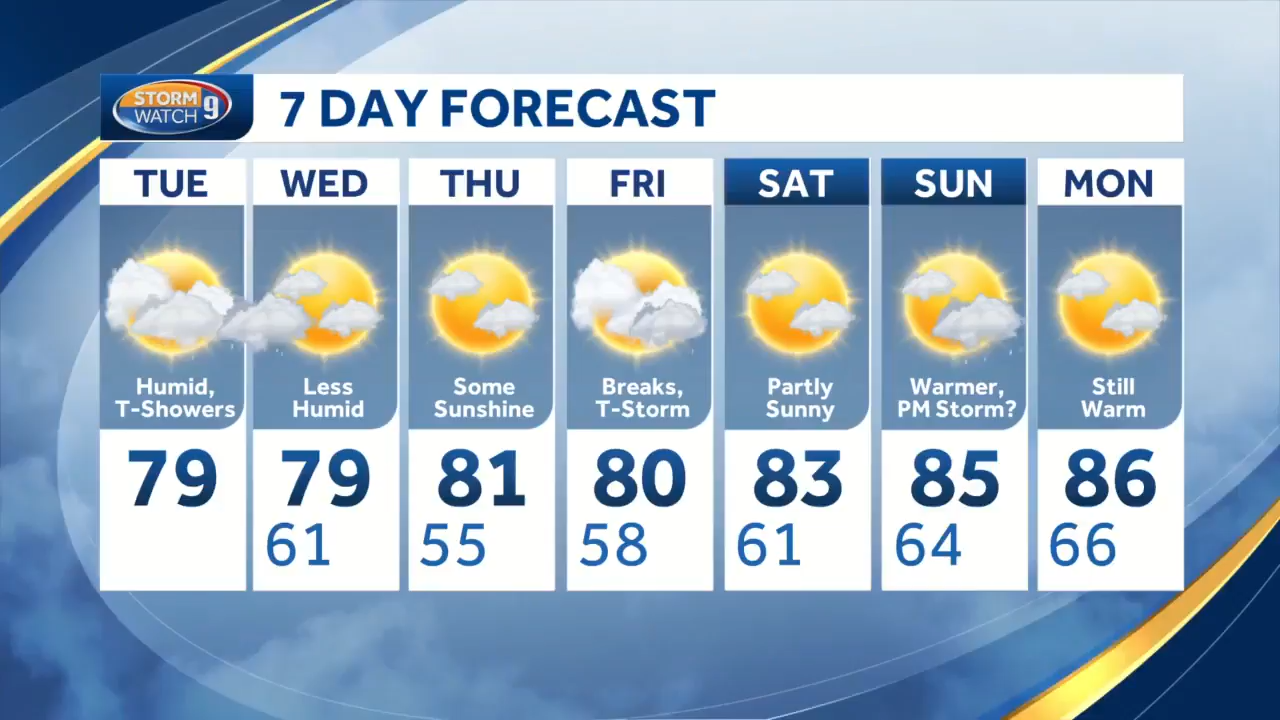 STORM
WATCH 9
7 DAY FORECAST
TUE WED THU FRI SAT SUN MON
Humid, Less Some Breaks, Partly Warmer, Still
T-Showers Humid Sunshine T-Storm Sunny PM Storm? Warm
79 79 81 80 83 85 86
61 55 58 61 64 66